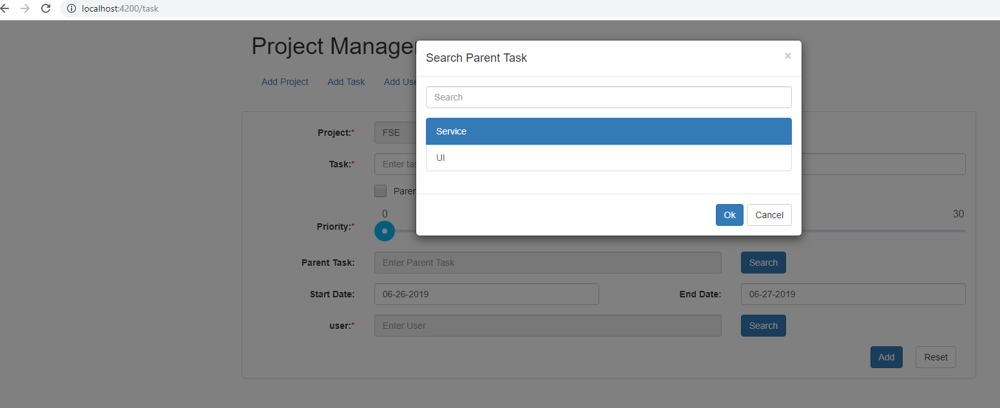 localhost:4200/task
Project Manage
Search Parent Task ×
Add Project Add Task Add Use
Search
Project:* FSE
Service
Task:* Enter tas
UI
Paren
0 30
Ok Cancel
Priority:*
Parent Task: Enter Parent Task Search
Start Date: 06-26-2019 End Date: 06-27-2019
user:* Enter User Search
Add Reset